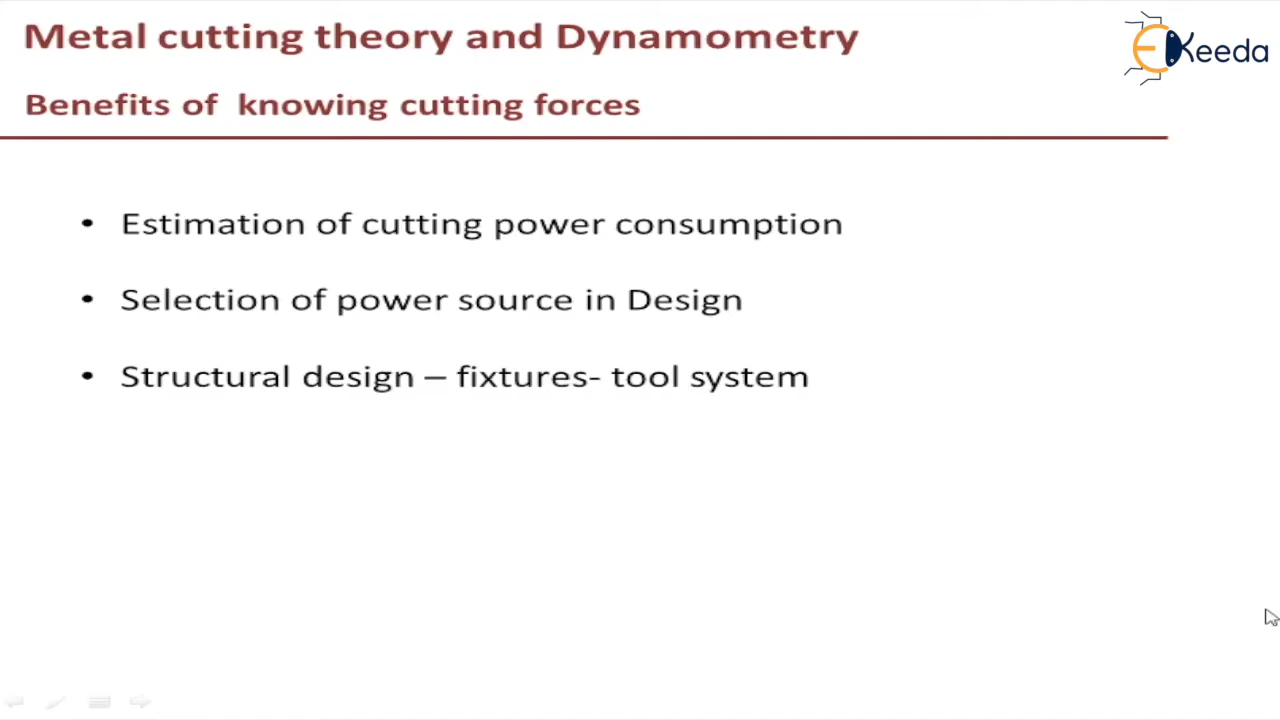 Metal cutting theory and Dynamometry
Keeda
Benefits of knowing cutting forces
• Estimation of cutting power consumption
• Selection of power source in Design
• Structural design – fixtures- tool system